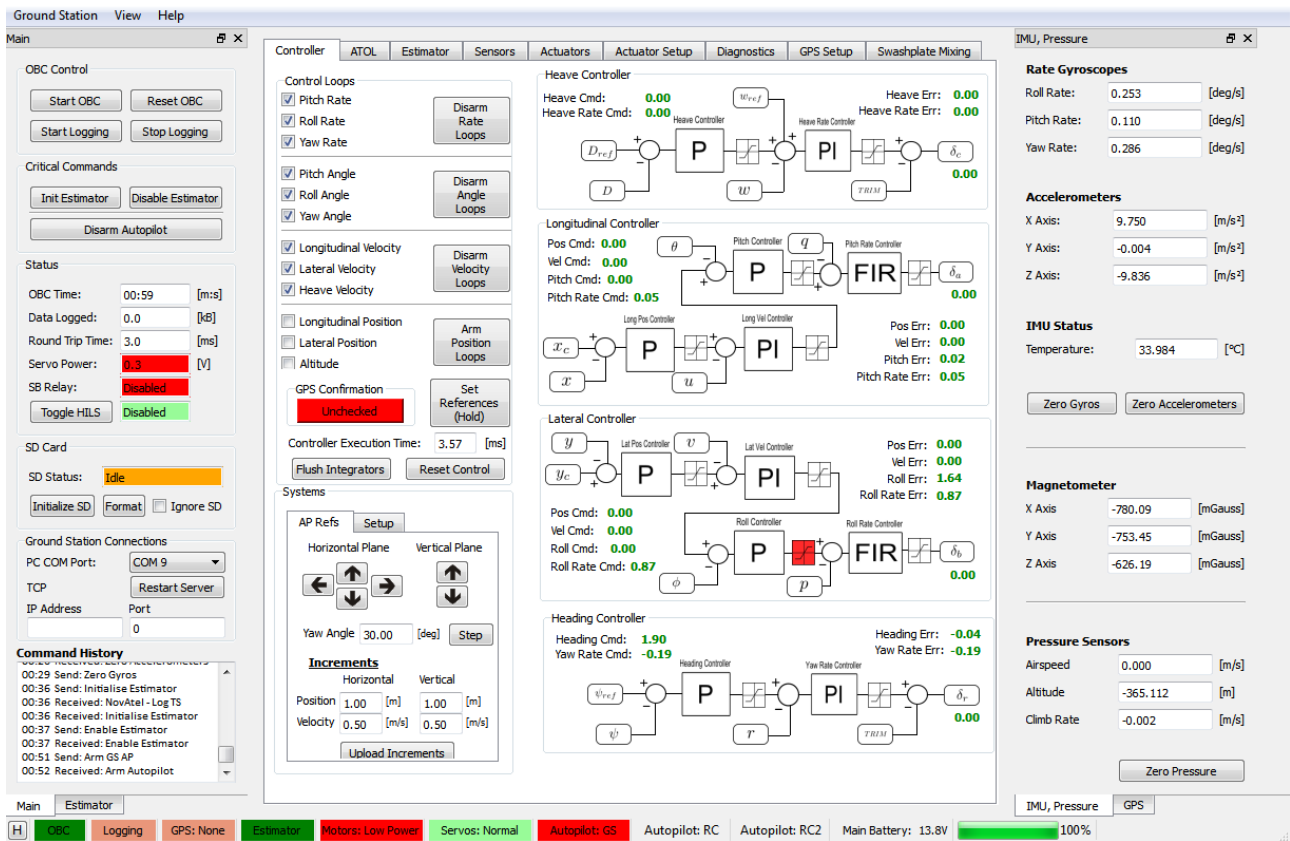 Ground Station View Help
Main
OBC Control
Start OBC Reset OBC
Start Logging Stop Logging
Critical Commands
Init Estimator Disable Estimator
Disarm Autopilot
Status
OBC Time: 00:59 [m:s]
Data Logged: 0.0 [kB]
Round Trip Time: 3.0 [ms]
Servo Power: 0.3 [V]
SB Relay: Disabled
Toggle HILS Disabled
SD Card
SD Status: Idle
Initialize SD Format Ignore SD
Ground Station Connections
PC COM Port: COM 9
TCP Restart Server
IP Address Port
0
Command History
00:28 Received: Zero Accelerometers
00:29 Send: Zero Gyros
00:36 Send: Initialise Estimator
00:36 Received: NovAtel - Log TS
00:36 Received: Initialise Estimator
00:37 Send: Enable Estimator
00:37 Received: Enable Estimator
00:51 Send: Arm GS AP
00:52 Received: Arm Autopilot
Main Estimator
Controller ATOL Estimator Sensors Actuators Actuator Setup Diagnostics GPS Setup Swashplate Mixing
Control Loops
Pitch Rate
Roll Rate
Yaw Rate
Disarm Rate Loops
Pitch Angle
Roll Angle
Yaw Angle
Disarm Angle Loops
Longitudinal Velocity
Lateral Velocity
Heave Velocity
Disarm Velocity Loops
Longitudinal Position
Lateral Position
Altitude
Arm Position Loops
GPS Confirmation
Unchecked
Set References (Hold)
Controller Execution Time: 3.57 [ms]
Flush Integrators Reset Control
Systems
AP Refs Setup
Horizontal Plane Vertical Plane
Yaw Angle 30.00 [deg] Step
Increments
Horizontal Vertical
Position 1.00 [m] 1.00 [m]
Velocity 0.50 [m/s] 0.50 [m/s]
Upload Increments
Heave Controller
Heave Cmd: 0.00
Heave Rate Cmd: 0.00
w_ref
Heave Err: 0.00
Heave Rate Err: 0.00
Heave Controller Heave Rate Controller
D_ref + − P + + − PI + − δ_c
0.00
D w TRIM
Longitudinal Controller
Pos Cmd: 0.00
Vel Cmd: 0.00
Pitch Cmd: 0.00
Pitch Rate Cmd: 0.05
θ Pitch Controller q Pitch Rate Controller
− + P − + FIR δ_a
0.00
Long Pos Controller Long Vel Controller
x_c + − P + − PI
x u
Pos Err: 0.00
Vel Err: 0.00
Pitch Err: 0.02
Pitch Rate Err: 0.05
Lateral Controller
y Lat Pos Controller v Lat Vel Controller
y_c − + P − + PI
Pos Err: 0.00
Vel Err: 0.00
Roll Err: 1.64
Roll Rate Err: 0.87
Pos Cmd: 0.00
Vel Cmd: 0.00
Roll Cmd: 0.00
Roll Rate Cmd: 0.87
Roll Controller Roll Rate Controller
+ − P + − FIR δ_b
0.00
ϕ p
Heading Controller
Heading Cmd: 1.90
Yaw Rate Cmd: -0.19
Heading Err: -0.04
Yaw Rate Err: -0.19
Heading Controller Yaw Rate Controller
ψ_ref + − P + − PI + − δ_r
0.00
ψ r TRIM
IMU, Pressure
Rate Gyroscopes
Roll Rate: 0.253 [deg/s]
Pitch Rate: 0.110 [deg/s]
Yaw Rate: 0.286 [deg/s]
Accelerometers
X Axis: 9.750 [m/s²]
Y Axis: -0.004 [m/s²]
Z Axis: -9.836 [m/s²]
IMU Status
Temperature: 33.984 [ºC]
Zero Gyros Zero Accelerometers
Magnetometer
X Axis -780.09 [mGauss]
Y Axis -753.45 [mGauss]
Z Axis -626.19 [mGauss]
Pressure Sensors
Airspeed 0.000 [m/s]
Altitude -365.112 [m]
Climb Rate -0.002 [m/s]
Zero Pressure
IMU, Pressure GPS
H OBC Logging GPS: None Estimator Motors: Low Power Servos: Normal Autopilot: GS Autopilot: RC Autopilot: RC2 Main Battery: 13.8V 100%